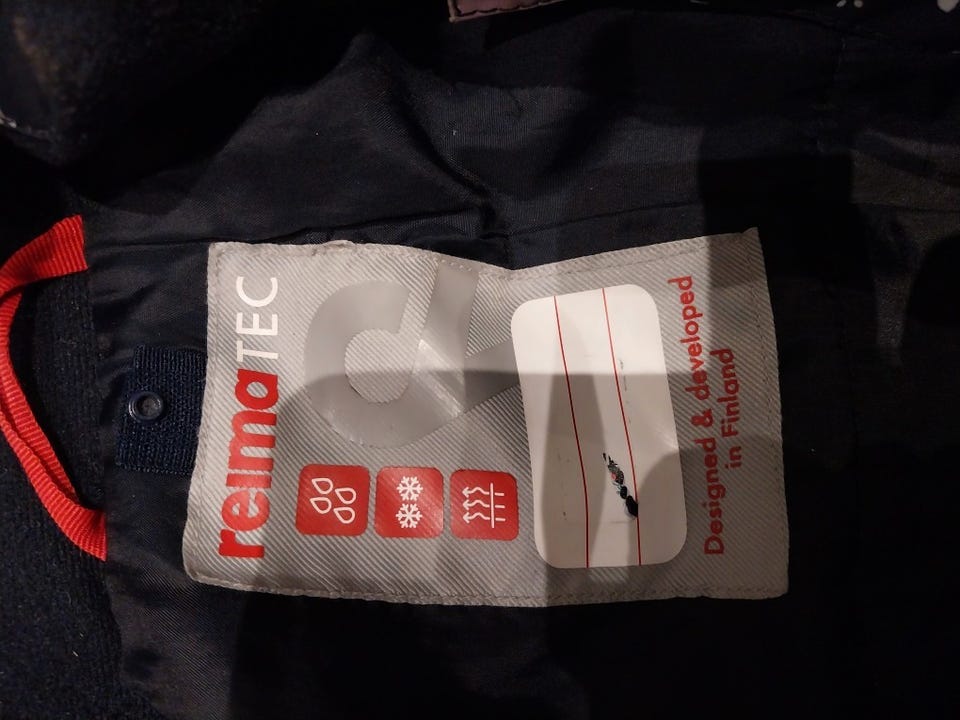 reimaTEC
Designed & developed
in Finland